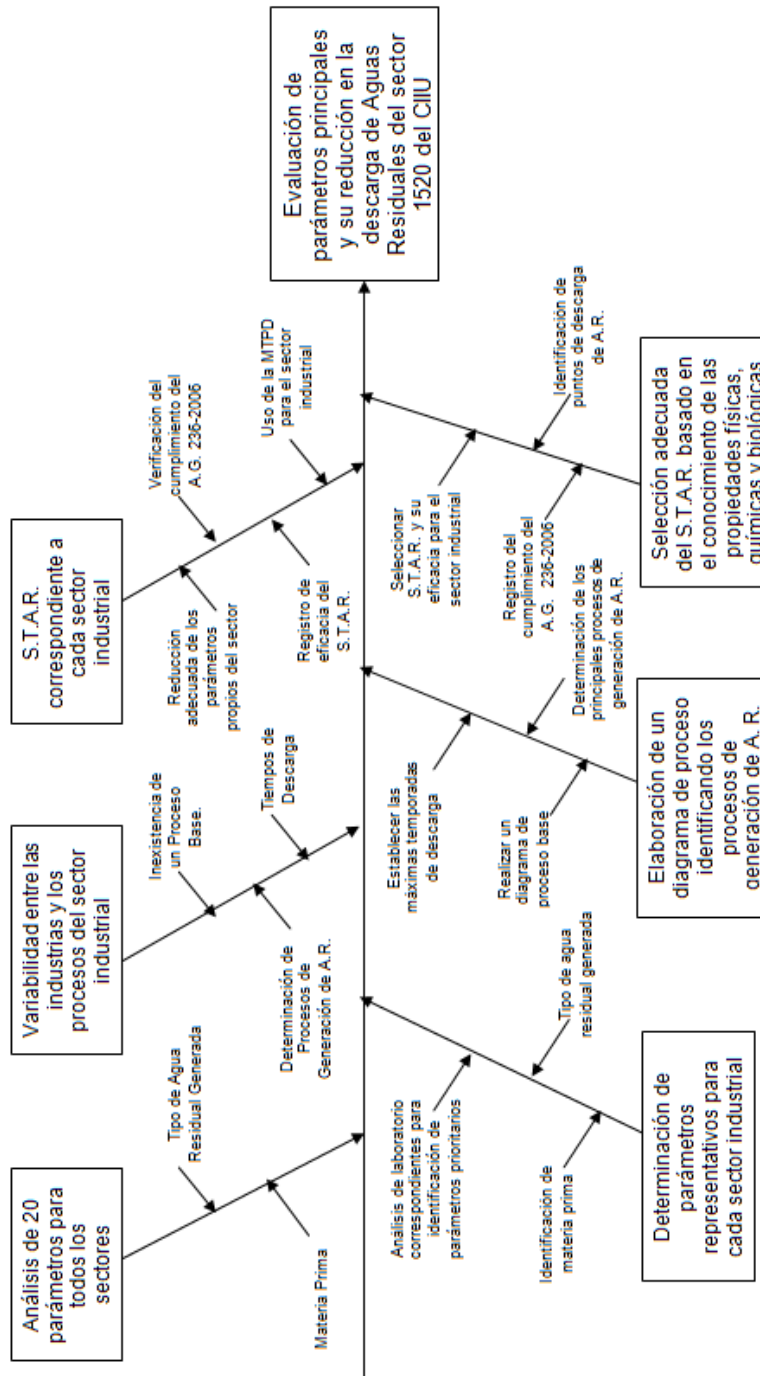 Análisis de 20
parámetros para
todos los
sectores
Tipo de Agua
Residual Generada
Materia Prima
Variabilidad entre las
industrias y los
procesos del sector
industrial
Inexistencia de
un Proceso
Base.
Determinación de
Procesos de
Generación de A.R.
Tiempos de
Descarga
S.T.A.R.
correspondiente a
cada sector
industrial
Verificación del
cumplimiento del
A.G. 236-2006
Reducción
adecuada de los
parámetros
propios del sector
Uso de la MTPD
para el sector
industrial
Registro de
eficacia del
S.T.A.R.
Evaluación de
parámetros principales
y su reducción en la
descarga de Aguas
Residuales del sector
1520 del CIIU
Análisis de laboratorio
correspondientes para
identificación de
parámetros prioritarios
Tipo de agua
residual generada
Identificación de
materia prima
Determinación de
parámetros
representativos para
cada sector industrial
Establecer las
máximas temporadas
de descarga
Determinación de los
principales procesos de
generación de A.R.
Realizar un
diagrama de
proceso base
Elaboración de un
diagrama de proceso
identificando los
procesos de
generación de A. R.
Seleccionar
S.T.A.R. y su
eficacia para el
sector industrial
Identificación de
puntos de descarga
de A.R.
Registro del
cumplimiento del
A.G. 236-2006
Selección adecuada
del S.T.A.R. basado en
el conocimiento de las
propiedades físicas,
químicas y biológicas